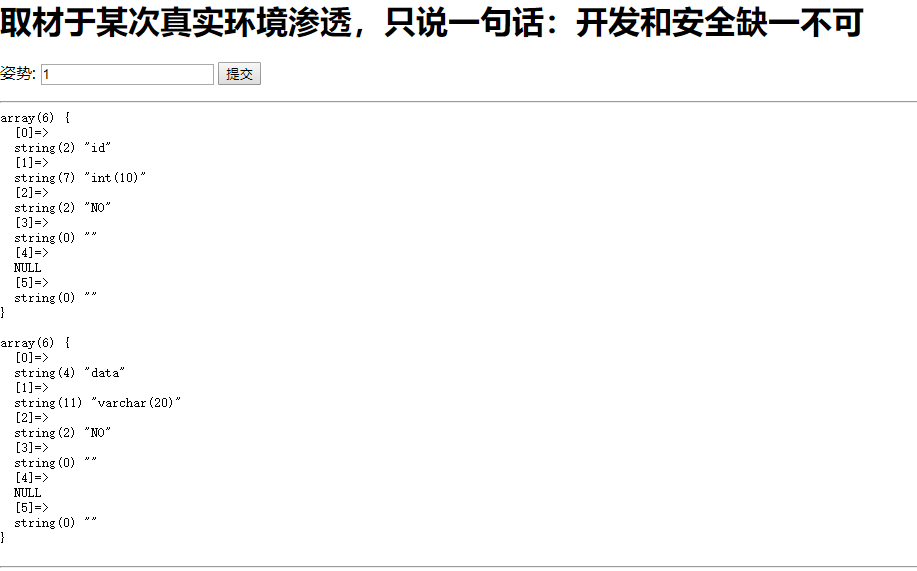 取材于某次真实环境渗透，只说一句话：开发和安全缺一不可
姿势: 1 提交
array(6) {
  [0]=>
  string(2) "id"
  [1]=>
  string(7) "int(10)"
  [2]=>
  string(2) "NO"
  [3]=>
  string(0) ""
  [4]=>
  NULL
  [5]=>
  string(0) ""
}
array(6) {
  [0]=>
  string(4) "data"
  [1]=>
  string(11) "varchar(20)"
  [2]=>
  string(2) "NO"
  [3]=>
  string(0) ""
  [4]=>
  NULL
  [5]=>
  string(0) ""
}